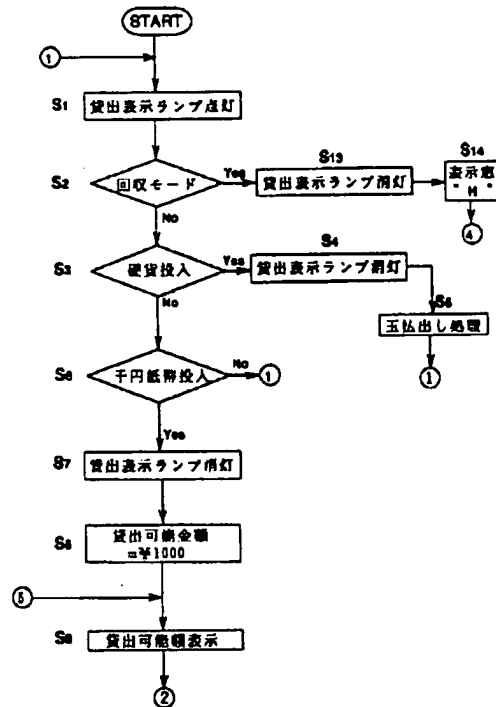 START
1
S1
貸出表示ランプ点灯
S13
S14
S2
回収モード
Yes
貸出表示ランプ消灯
表示窓
" H "
No
4
S4
S3
硬貨投入
Yes
貸出表示ランプ消灯
No
S5
玉払出し処理
S6
千円紙幣投入
No
1
1
Yes
S7
貸出表示ランプ消灯
S8
貸出可能金額
=¥1000
5
S9
貸出可能額表示
2